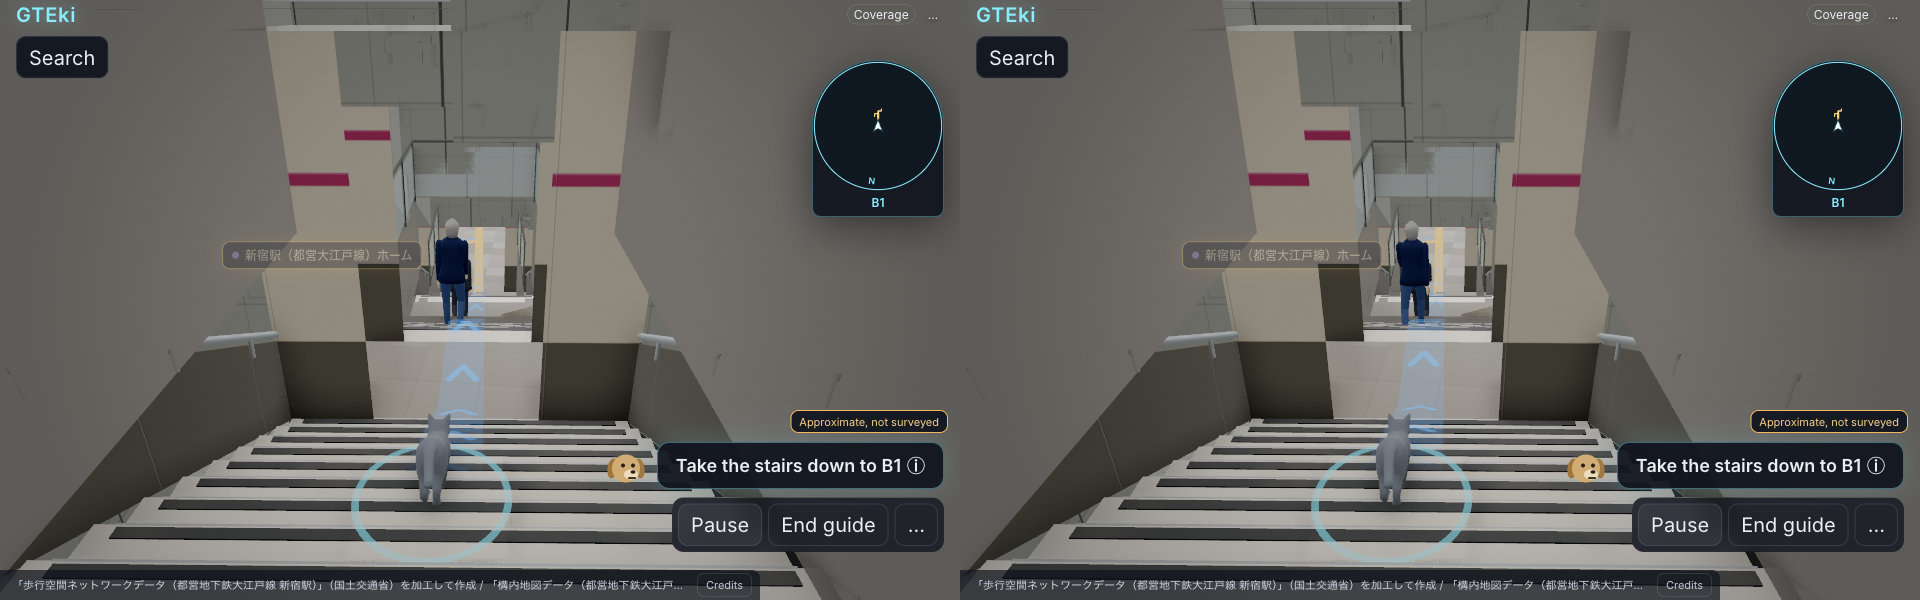 GTEki
Coverage
...
Search
N
B1
新宿駅（都営大江戸線）ホーム
Approximate, not surveyed
Take the stairs down to B1 ⓘ
Pause
End guide
...
「歩行空間ネットワークデータ（都営地下鉄大江戸線 新宿駅）」（国土交通省）を加工して作成 / 「構内地図データ（都営地下鉄大江戸...
Credits
GTEki
Coverage
...
Search
N
B1
新宿駅（都営大江戸線）ホーム
Approximate, not surveyed
Take the stairs down to B1 ⓘ
Pause
End guide
...
「歩行空間ネットワークデータ（都営地下鉄大江戸線 新宿駅）」（国土交通省）を加工して作成 / 「構内地図データ（都営地下鉄大江戸...
Credits